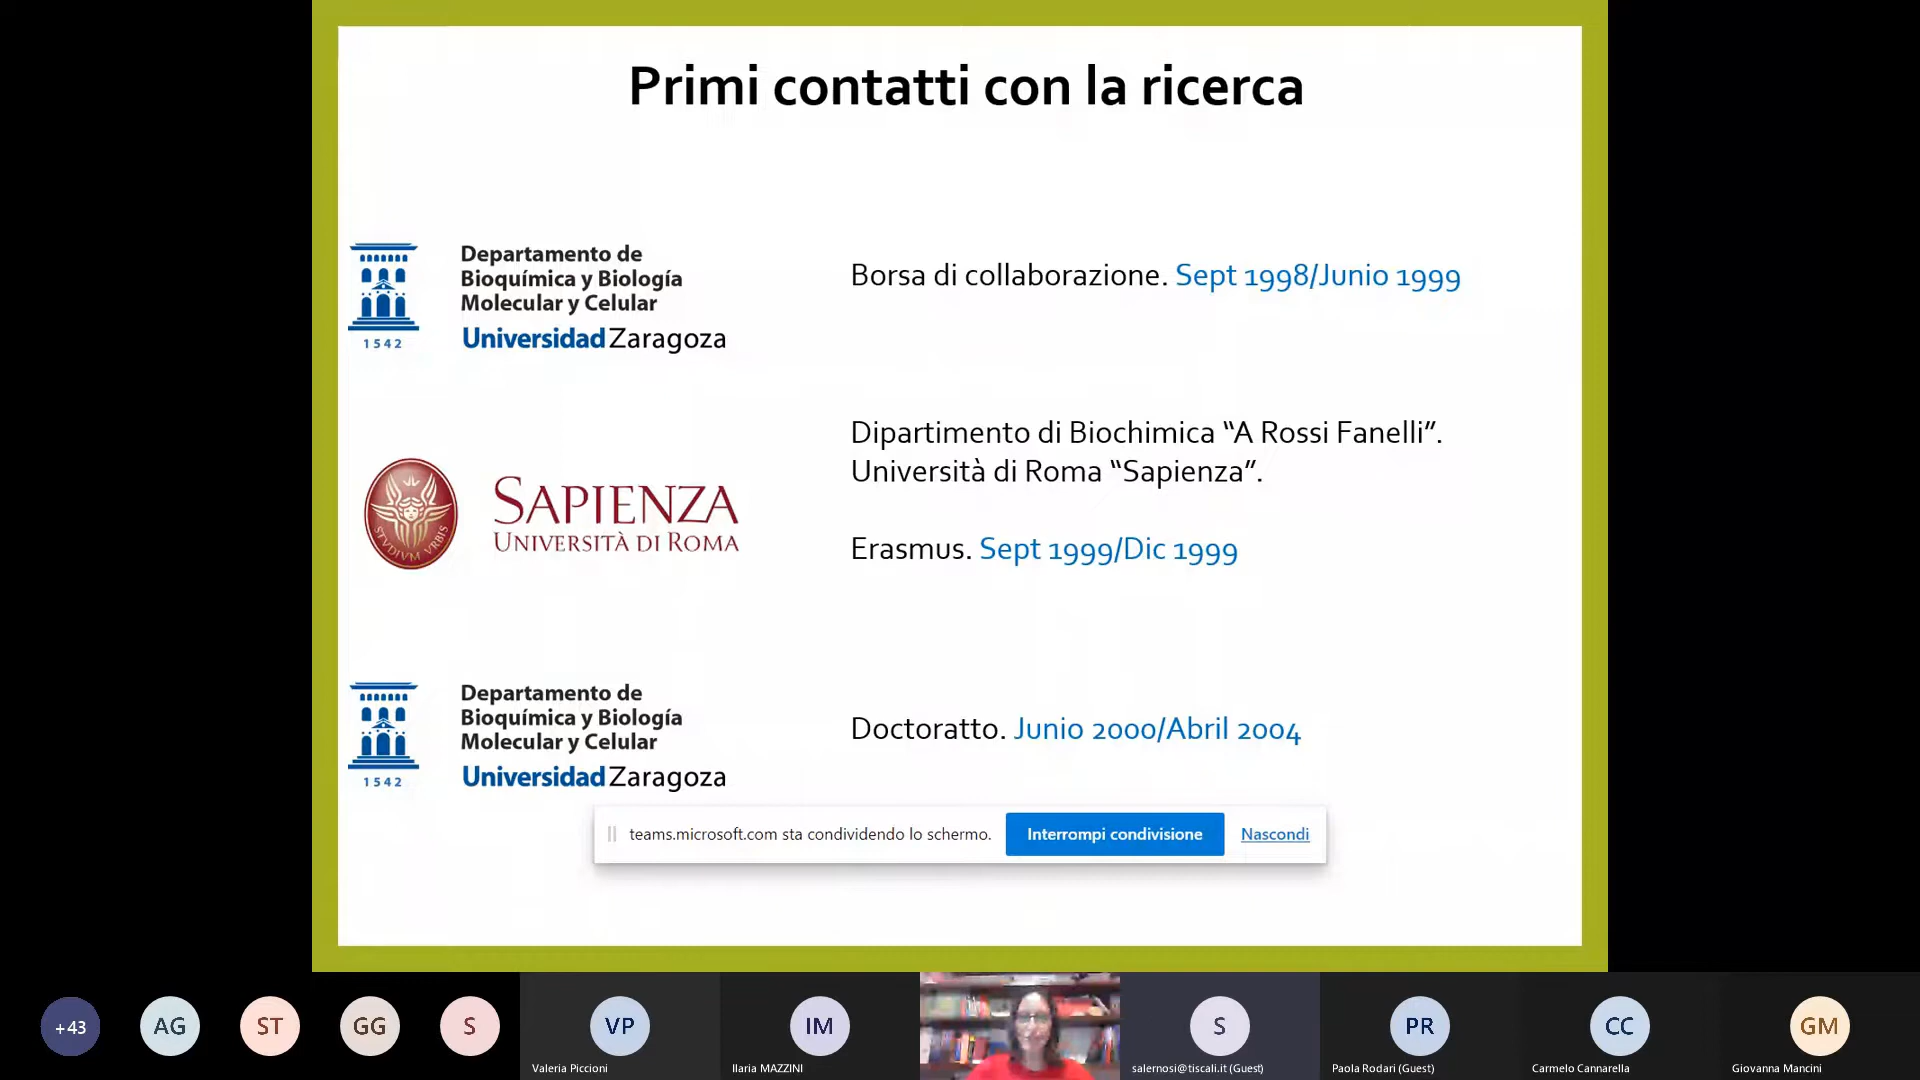 Primi contatti con la ricerca
Departamento de
Bioquímica y Biología
Molecular y Celular
Universidad Zaragoza
1542
Borsa di collaborazione. Sept 1998/Junio 1999
Dipartimento di Biochimica “A Rossi Fanelli”.
Università di Roma “Sapienza”.
STVDIVM VRBIS
SAPIENZA
UNIVERSITÀ DI ROMA
Erasmus. Sept 1999/Dic 1999
Departamento de
Bioquímica y Biología
Molecular y Celular
Universidad Zaragoza
1542
Doctoratto. Junio 2000/Abril 2004
teams.microsoft.com sta condividendo lo schermo.
Interrompi condivisione
Nascondi
+43
AG
ST
GG
S
VP
Valeria Piccioni
IM
Ilaria MAZZINI
S
salernosi@tiscali.it (Guest)
PR
Paola Rodari (Guest)
CC
Carmelo Cannarella
GM
Giovanna Mancini